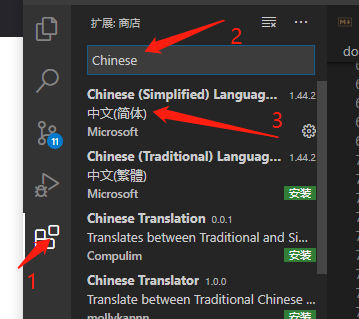 扩展: 商店
2
Chinese
Chinese (Simplified) Languag...
1.44.2
中文(简体)
3
Microsoft
11
Chinese (Traditional) Languag...
1.44.2
中文(繁體)
Microsoft
安装
Chinese Translation
0.0.1
Translates between Traditional and Si...
Compulim
安装
1
Chinese Translator
1.0.0
Translate between Traditional Chinese ...
安装
do